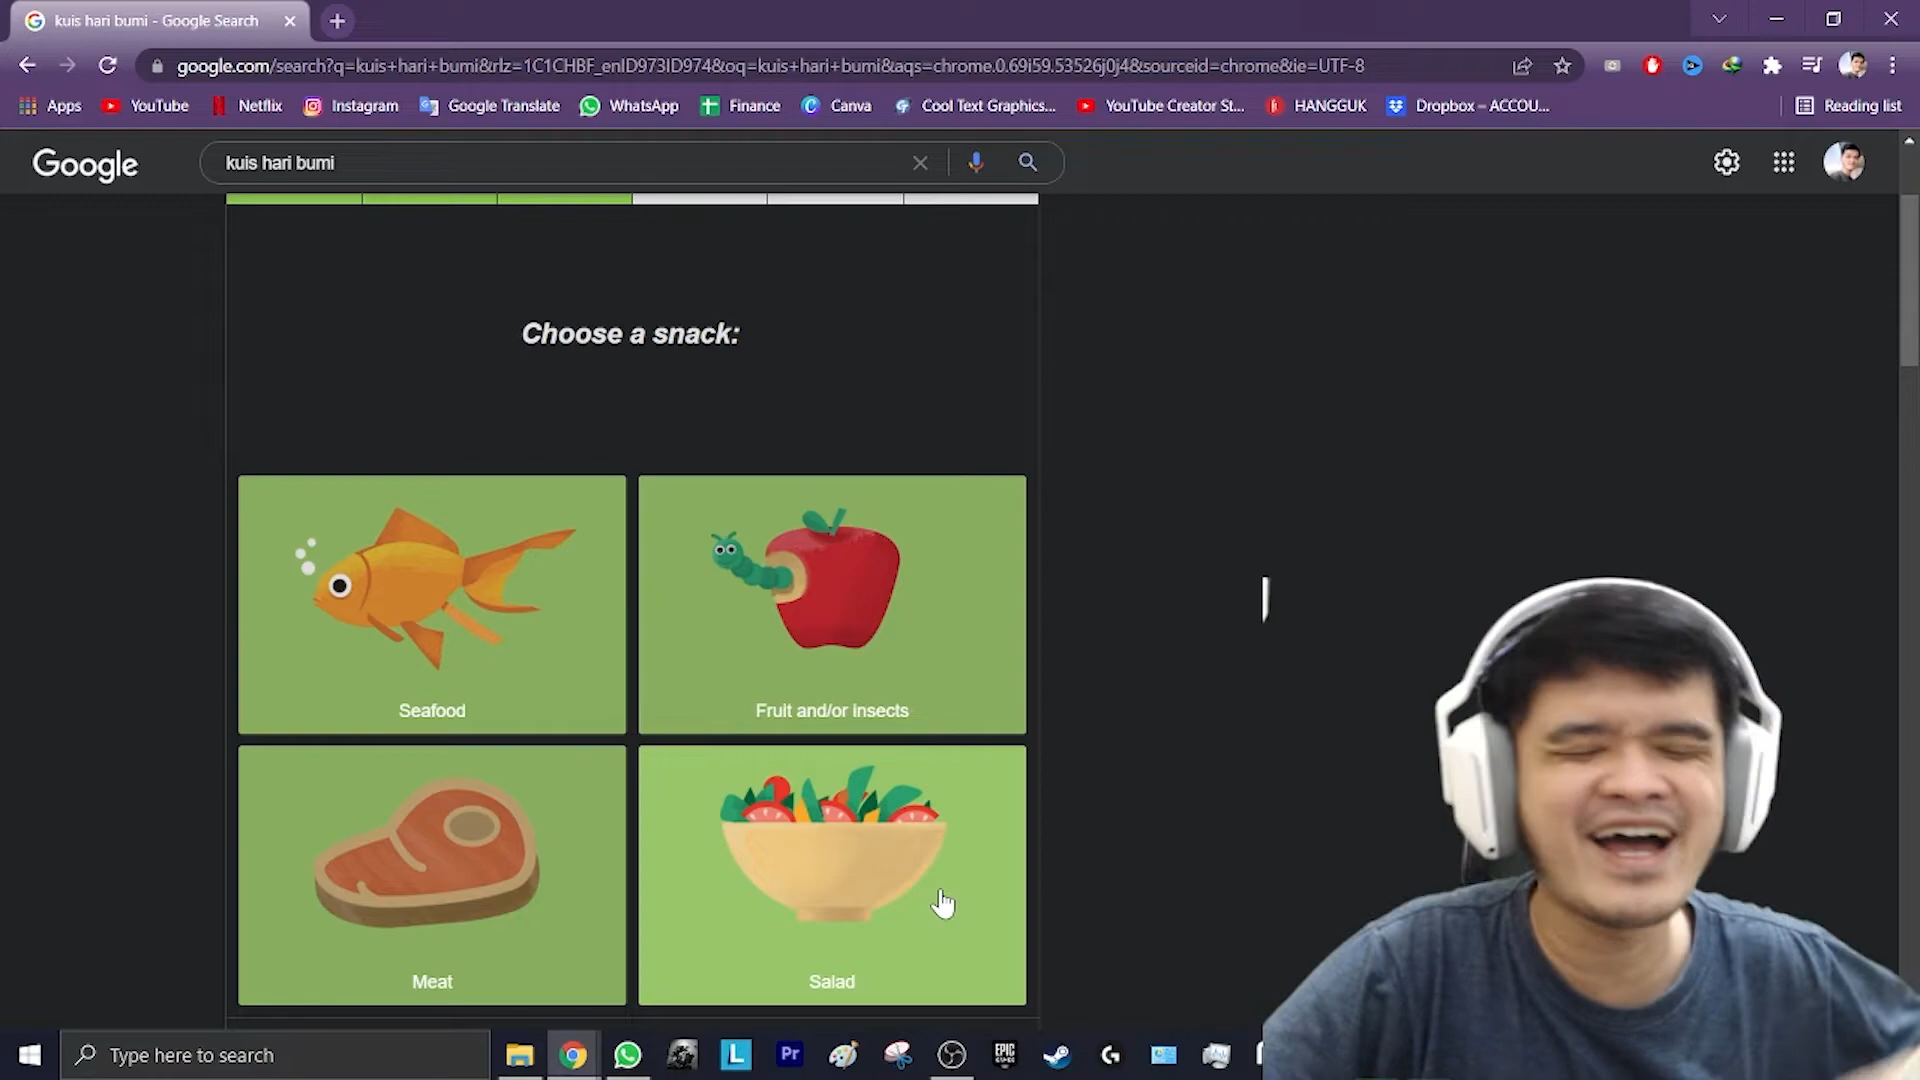 kuis hari bumi - Google Search
google.com/search?q=kuis+hari+bumi&rlz=1C1CHBF_enID973ID974&oq=kuis+hari+bumi&aqs=chrome.0.69i59.53526j0j4&sourceid=chrome&ie=UTF-8
Apps YouTube Netflix Instagram Google Translate WhatsApp Finance Canva Cool Text Graphics... YouTube Creator St... HANGGUK Dropbox – ACCOU... Reading list
Google kuis hari bumi
Choose a snack:
Seafood
Fruit and/or insects
Meat
Salad
Type here to search
L
Pr
EPIC
GAMES